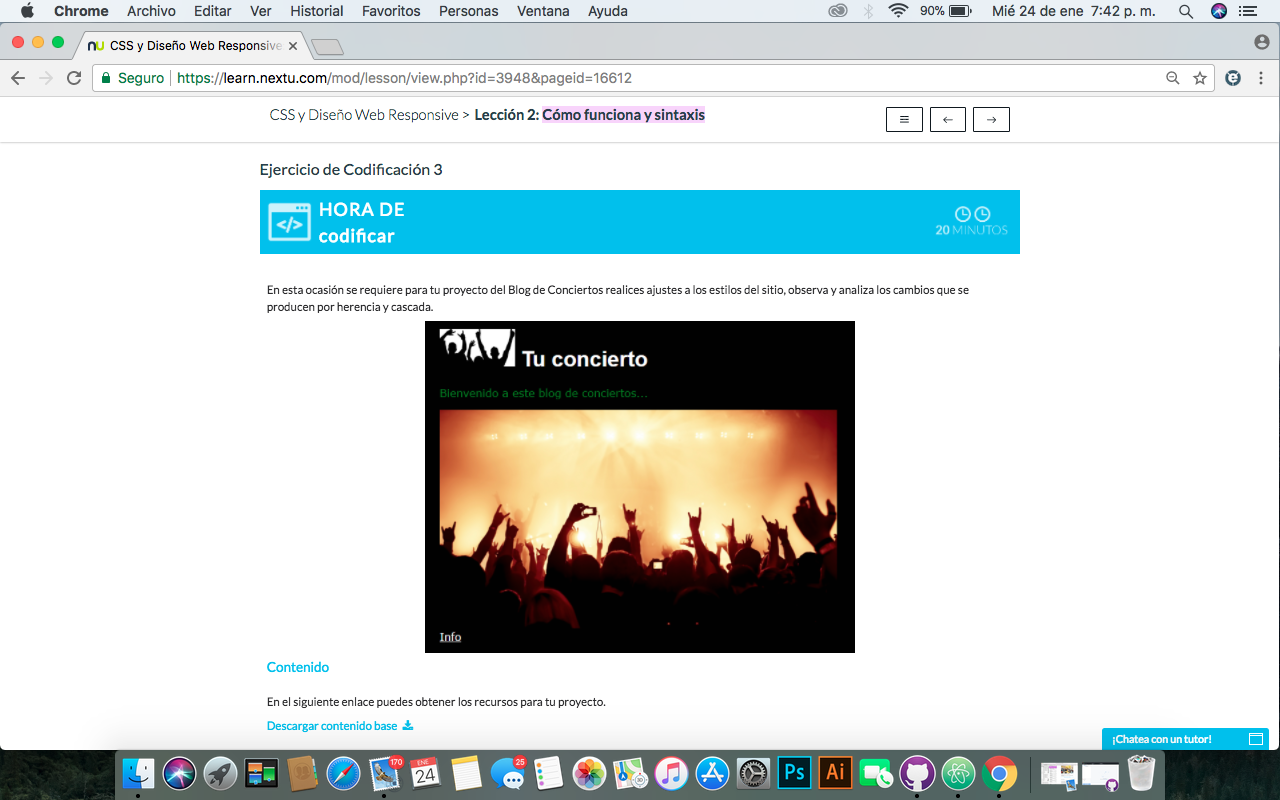 Chrome Archivo Editar Ver Historial Favoritos Personas Ventana Ayuda 90% Mié 24 de ene 7:42 p. m.
nu CSS y Diseño Web Responsive
Seguro https://learn.nextu.com/mod/lesson/view.php?id=3948&pageid=16612
CSS y Diseño Web Responsive > Lección 2: Cómo funciona y sintaxis
Ejercicio de Codificación 3
HORA DE
codificar
20 MINUTOS
En esta ocasión se requiere para tu proyecto del Blog de Conciertos realices ajustes a los estilos del sitio, observa y analiza los cambios que se
producen por herencia y cascada.
Tu concierto
Bienvenido a este blog de conciertos...
Info
Contenido
En el siguiente enlace puedes obtener los recursos para tu proyecto.
Descargar contenido base
¡Chatea con un tutor!
170
ENE
24
25
Ps
Ai